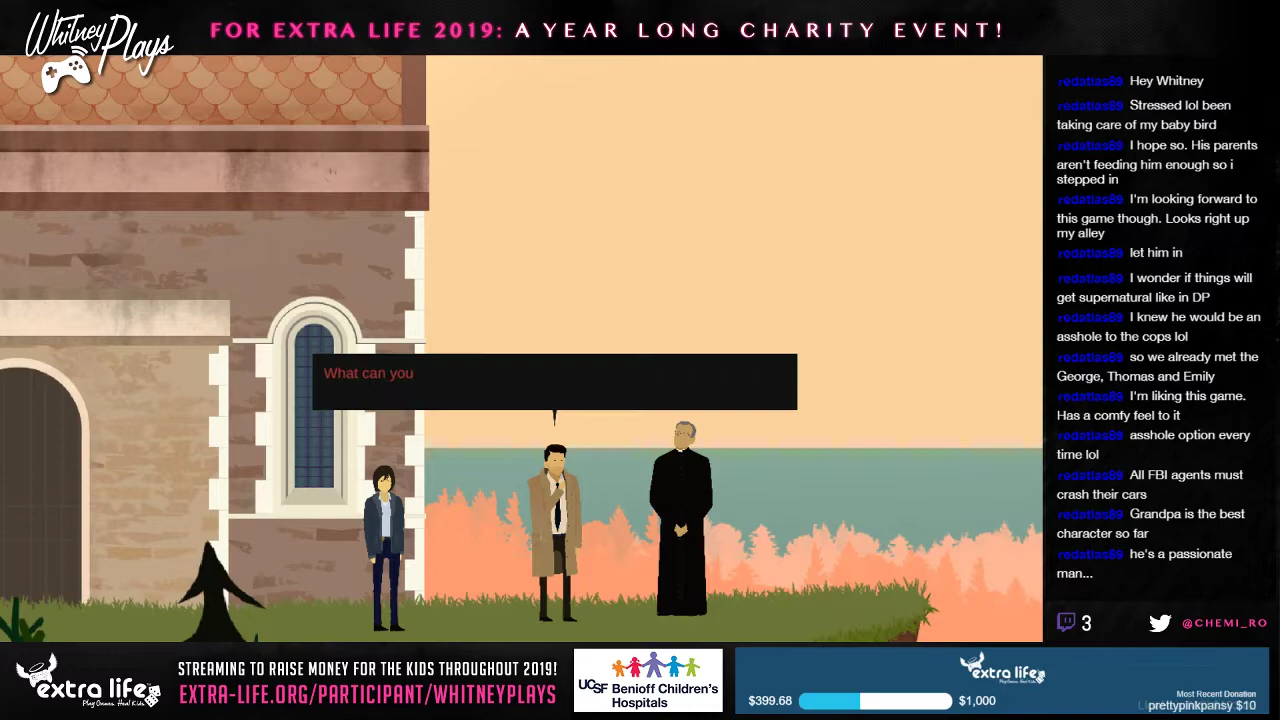 Whitney Plays
FOR EXTRA LIFE 2019: A YEAR LONG CHARITY EVENT!
What can you
redatlas89 Hey Whitney
redatlas89 Stressed lol been
taking care of my baby bird
redatlas89 I hope so. His parents
aren't feeding him enough so i
stepped in
redatlas89 I'm looking forward to
this game though. Looks right up
my alley
redatlas89 let him in
redatlas89 I wonder if things will
get supernatural like in DP
redatlas89 I knew he would be an
asshole to the cops lol
redatlas89 so we already met the
George, Thomas and Emily
redatlas89 I'm liking this game.
Has a comfy feel to it
redatlas89 asshole option every
time lol
redatlas89 All FBI agents must
crash their cars
redatlas89 Grandpa is the best
character so far
redatlas89 he's a passionate
man...
3
@CHEMI_RO
extra life
Play Games. Heal Kids.
STREAMING TO RAISE MONEY FOR THE KIDS THROUGHOUT 2019!
EXTRA-LIFE.ORG/PARTICIPANT/WHITNEYPLAYS
UCSF Benioff Children's
Hospitals
extra life
$399.68
$1,000
Most Recent Donation
prettypinkpansy $10